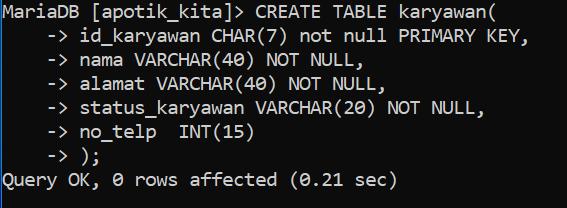 MariaDB [apotik_kita]> CREATE TABLE karyawan(
    -> id_karyawan CHAR(7) not null PRIMARY KEY,
    -> nama VARCHAR(40) NOT NULL,
    -> alamat VARCHAR(40) NOT NULL,
    -> status_karyawan VARCHAR(20) NOT NULL,
    -> no_telp  INT(15)
    -> );
Query OK, 0 rows affected (0.21 sec)